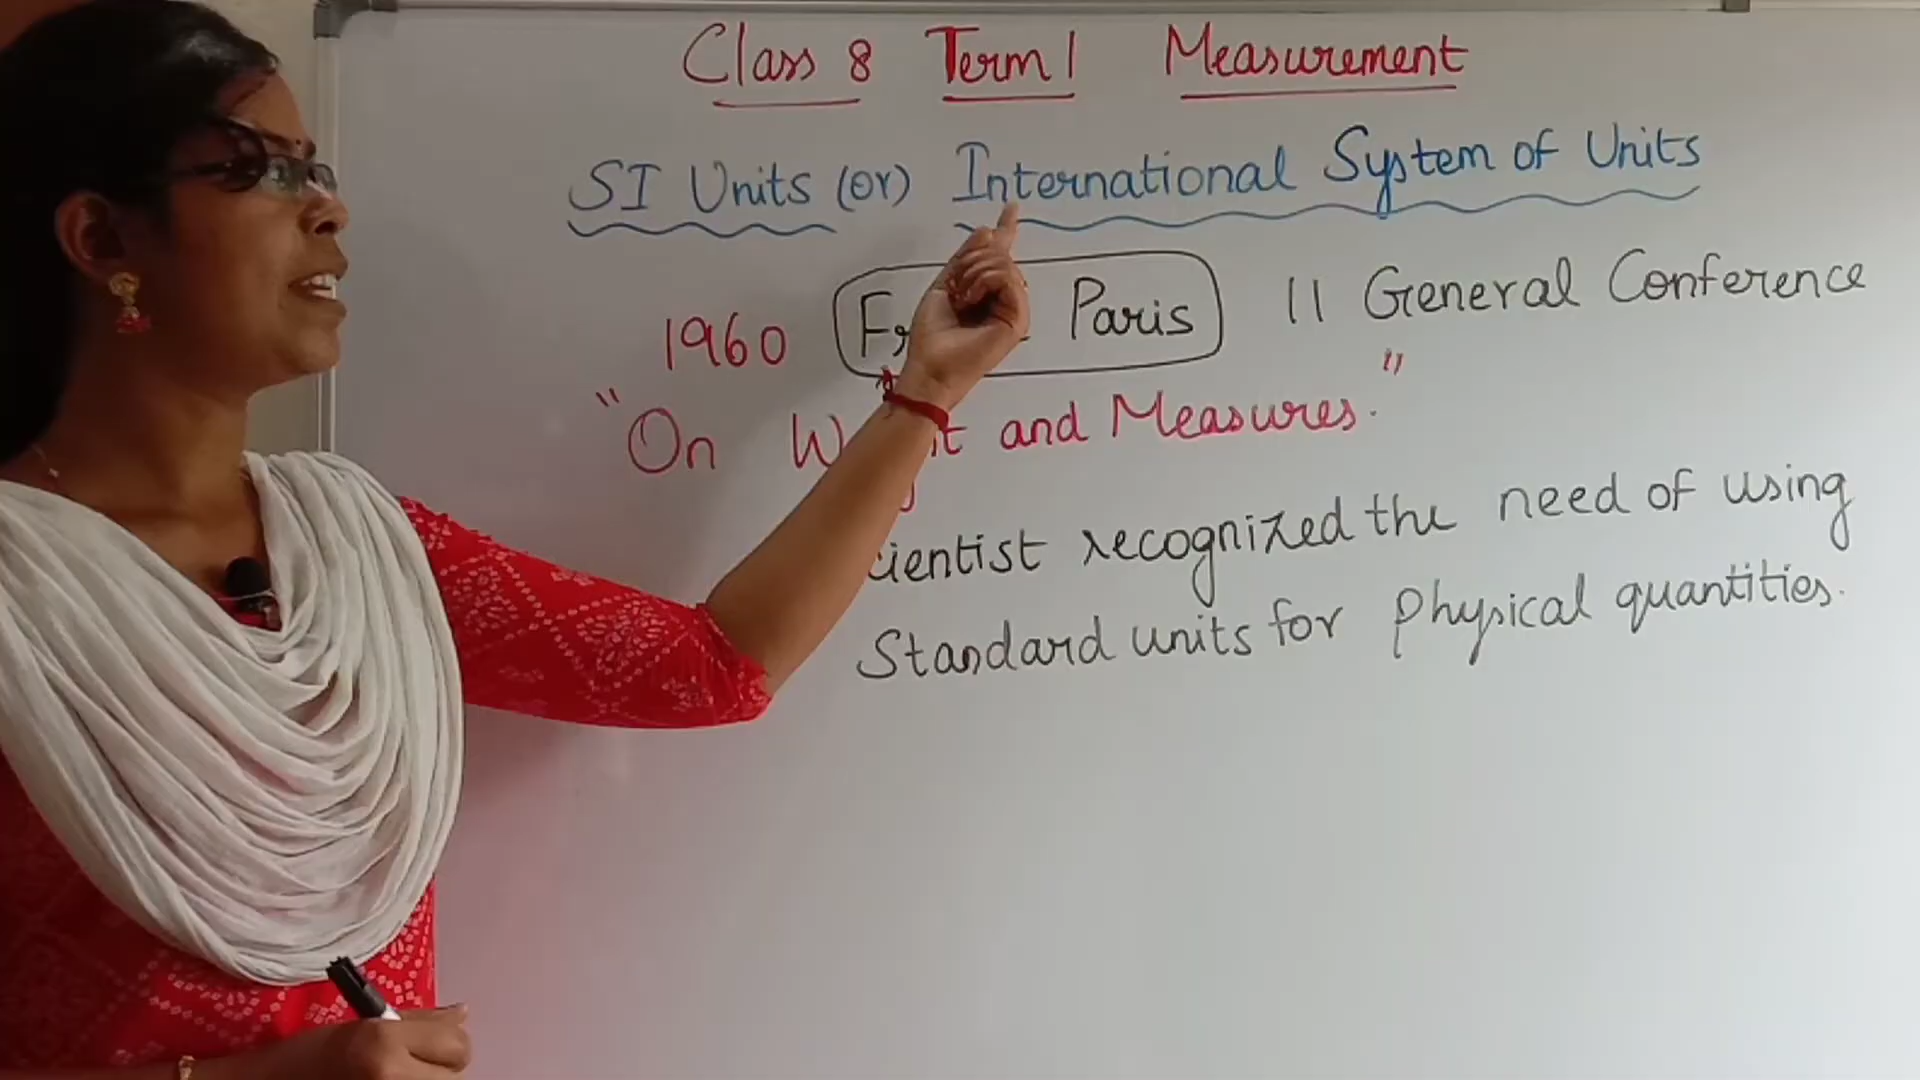 Class 8 Term 1 Measurement
SI Units (or) International System of Units
1960 Paris 11 General Conference
"On and Measures."
recognized the need of using
Standard units for Physical quantities.